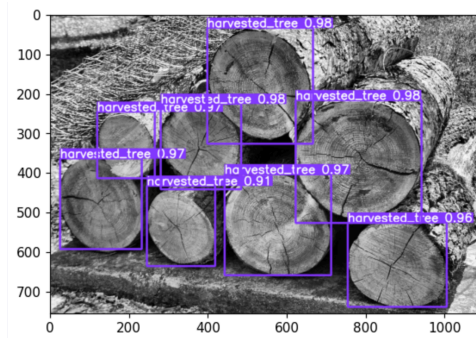 0
100
200
300
400
500
600
700
harvested_tree 0.98
harvested_tree 0.98
harvested_tree 0.98
harvested_tree 0.97
harvested_tree 0.97
harvested_tree 0.97
harvested_tree 0.91
harvested_tree 0.96
0 200 400 600 800 1000